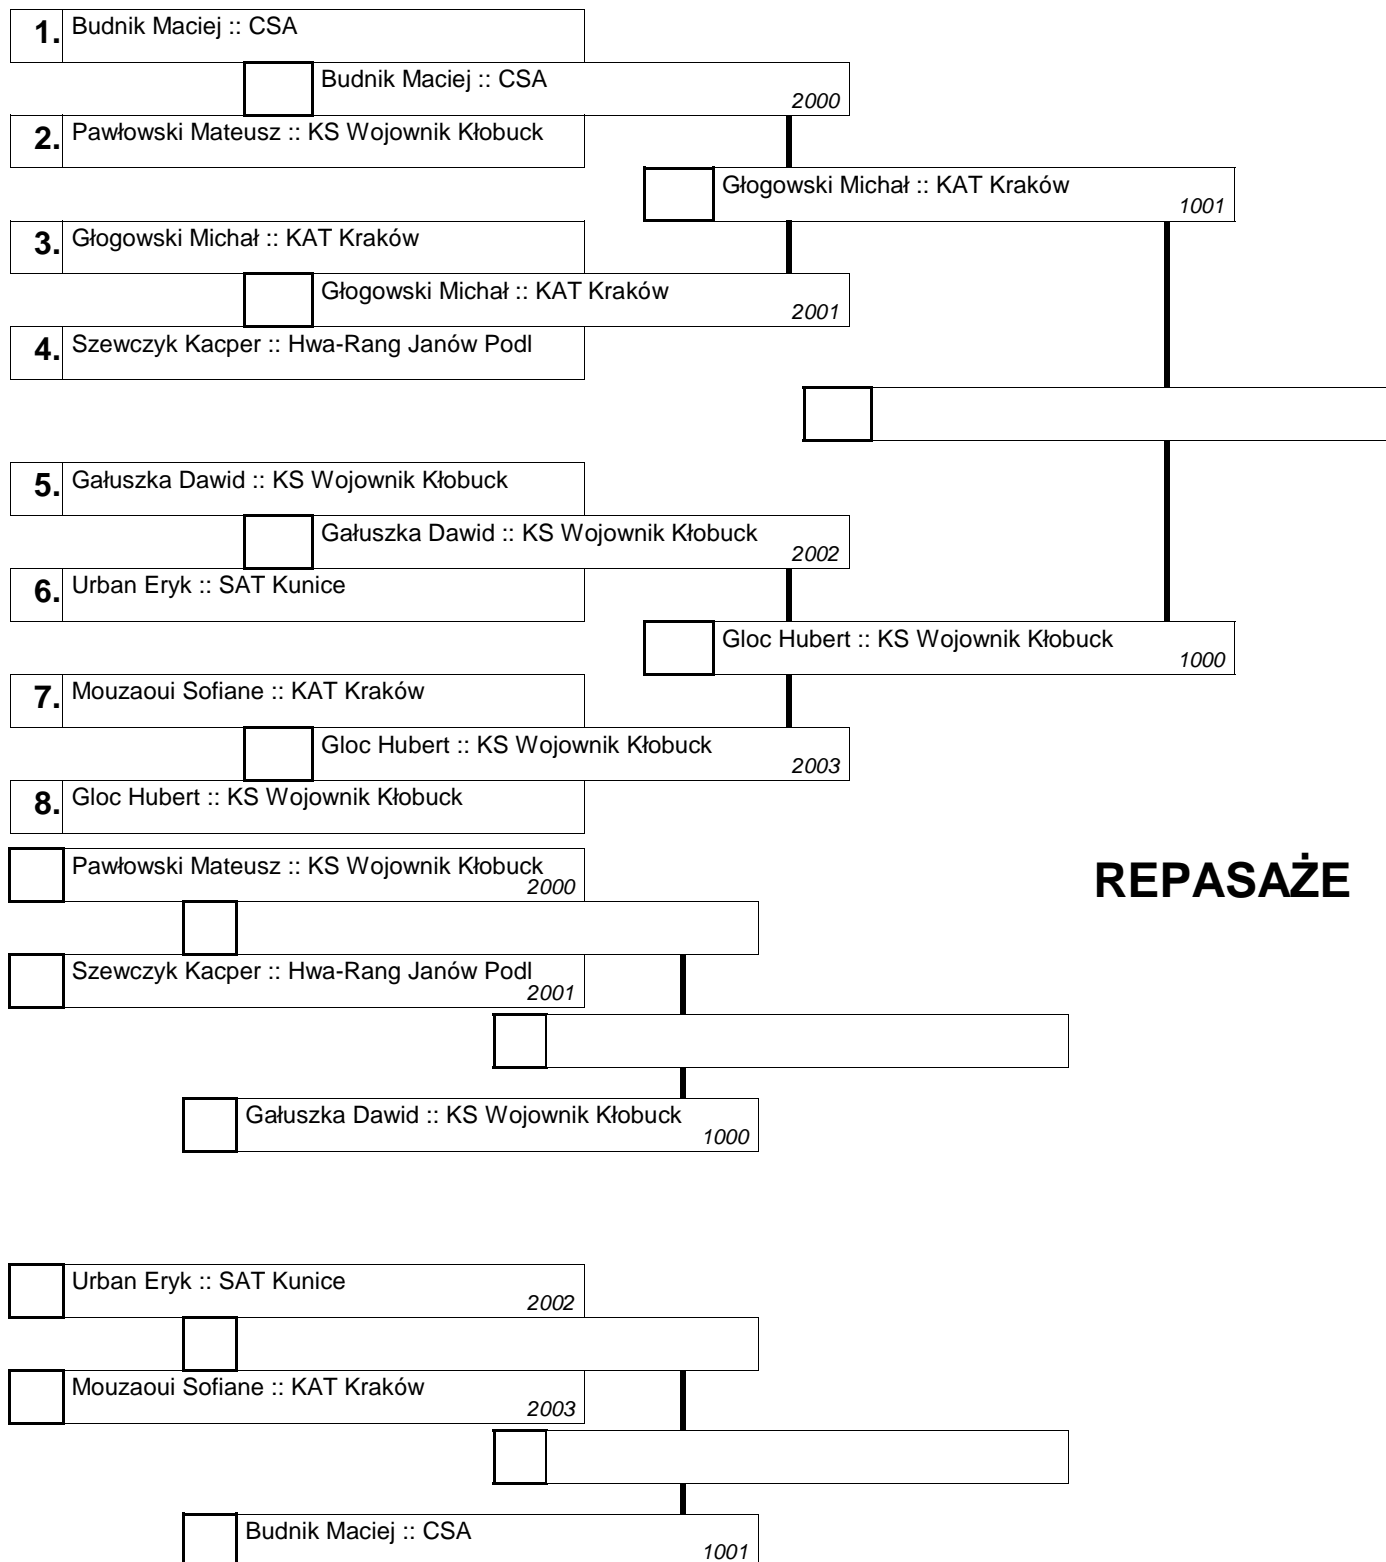 1. Budnik Maciej :: CSA
Budnik Maciej :: CSA
2000
2. Pawłowski Mateusz :: KS Wojownik Kłobuck
Głogowski Michał :: KAT Kraków
1001
3. Głogowski Michał :: KAT Kraków
Głogowski Michał :: KAT Kraków
2001
4. Szewczyk Kacper :: Hwa-Rang Janów Podl
5. Gałuszka Dawid :: KS Wojownik Kłobuck
Gałuszka Dawid :: KS Wojownik Kłobuck
2002
6. Urban Eryk :: SAT Kunice
Gloc Hubert :: KS Wojownik Kłobuck
1000
7. Mouzaoui Sofiane :: KAT Kraków
Gloc Hubert :: KS Wojownik Kłobuck
2003
8. Gloc Hubert :: KS Wojownik Kłobuck
Pawłowski Mateusz :: KS Wojownik Kłobuck
2000
REPASAŻE
Szewczyk Kacper :: Hwa-Rang Janów Podl
2001
Gałuszka Dawid :: KS Wojownik Kłobuck
1000
Urban Eryk :: SAT Kunice
2002
Mouzaoui Sofiane :: KAT Kraków
2003
Budnik Maciej :: CSA
1001